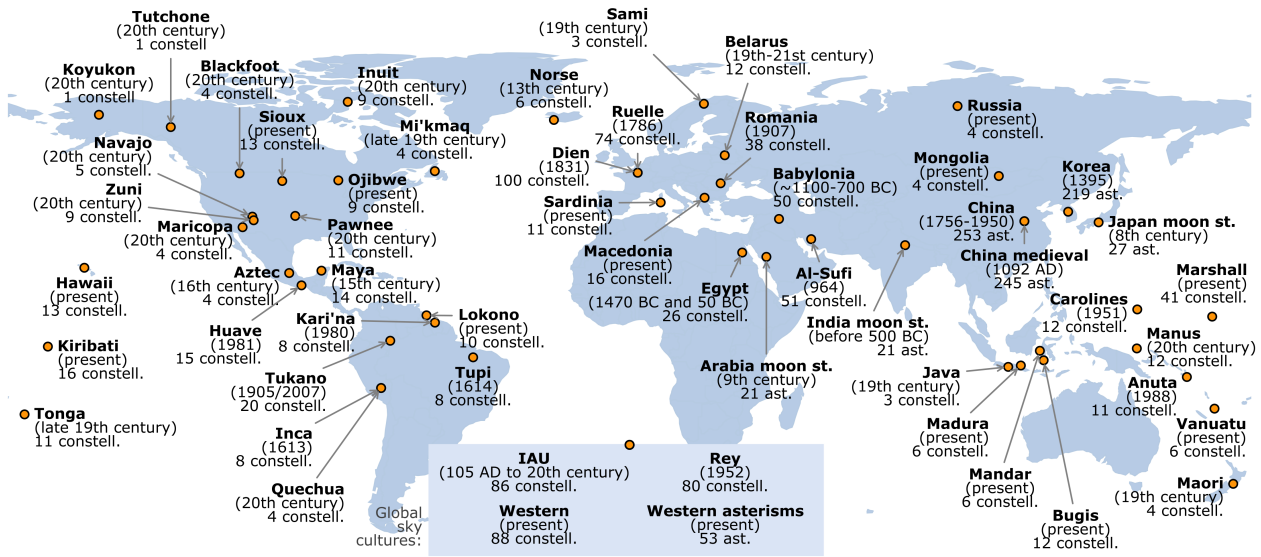 Tutchone
(20th century)
1 constell
Koyukon
(20th century)
1 constell
Blackfoot
(20th century)
4 constell.
Inuit
(20th century)
9 constell.
Sioux
(present)
13 constell.
Mi'kmaq
(late 19th century)
4 constell.
Navajo
(20th century)
5 constell.
Zuni
(20th century)
9 constell.
Maricopa
(20th century)
4 constell.
Ojibwe
(present)
9 constell.
Pawnee
(20th century)
11 constell.
Hawaii
(present)
13 constell.
Aztec
(16th century)
4 constell.
Maya
(15th century)
14 constell.
Huave
(1981)
15 constell.
Kari'na
(1980)
8 constell.
Lokono
(present)
10 constell.
Kiribati
(present)
16 constell.
Tukano
(1905/2007)
20 constell.
Tupi
(1614)
8 constell.
Tonga
(late 19th century)
11 constell.
Inca
(1613)
8 constell.
Quechua
(20th century)
4 constell.
Sami
(19th century)
3 constell.
Belarus
(19th-21st century)
12 constell.
Norse
(13th century)
6 constell.
Ruelle
(1786)
74 constell.
Romania
(1907)
38 constell.
Dien
(1831)
100 constell.
Sardinia
(present)
11 constell.
Babylonia
(~1100-700 BC)
50 constell.
Macedonia
(present)
16 constell.
Egypt
(1470 BC and 50 BC)
26 constell.
Al-Sufi
(964)
51 constell.
Arabia moon st.
(9th century)
21 ast.
India moon st.
(before 500 BC)
21 ast.
Russia
(present)
4 constell.
Mongolia
(present)
4 constell.
Korea
(1395)
219 ast.
China
(1756-1950)
253 ast.
Japan moon st.
(8th century)
27 ast.
China medieval
(1092 AD)
245 ast.
Marshall
(present)
41 constell.
Carolines
(1951)
12 constell.
Manus
(20th century)
12 constell.
Java
(19th century)
3 constell.
Anuta
(1988)
11 constell.
Madura
(present)
6 constell.
Vanuatu
(present)
6 constell.
Mandar
(present)
6 constell.
Maori
(19th century)
4 constell.
Bugis
(present)
12 constell.
Global
sky
cultures:
IAU
(105 AD to 20th century)
86 constell.
Rey
(1952)
80 constell.
Western
(present)
88 constell.
Western asterisms
(present)
53 ast.